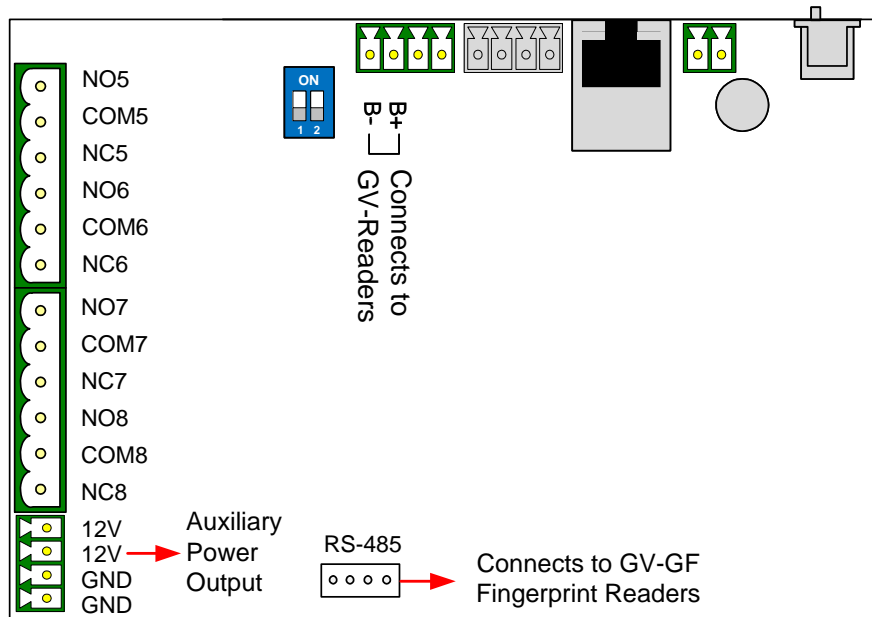 NO5
COM5
NC5
NO6
COM6
NC6
NO7
COM7
NC7
NO8
COM8
NC8
12V
12V
GND
GND
Auxiliary
Power
Output
ON
1 2
B+
B-
Connects to
GV-Readers
RS-485
Connects to GV-GF
Fingerprint Readers